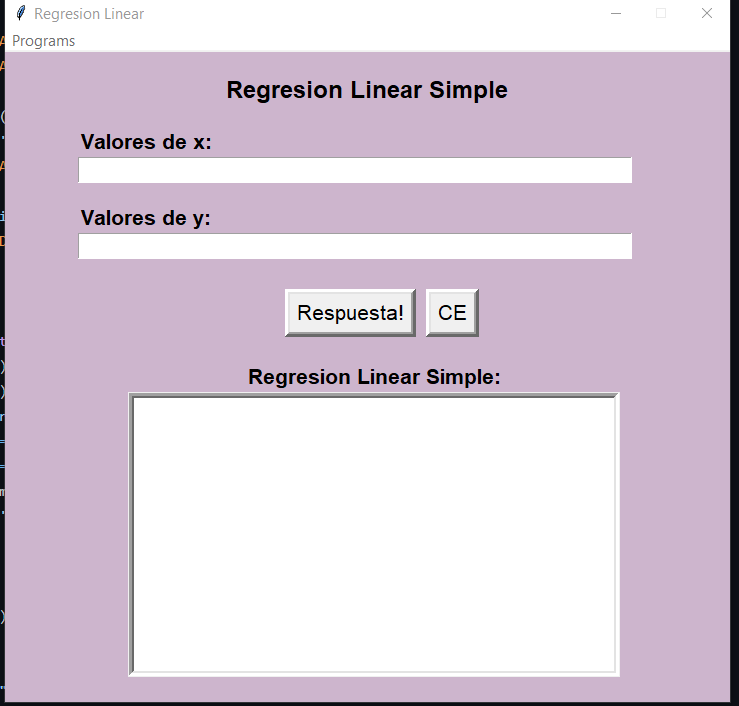 Regresion Linear
Programs
Regresion Linear Simple
Valores de x:
Valores de y:
Respuesta! CE
Regresion Linear Simple: